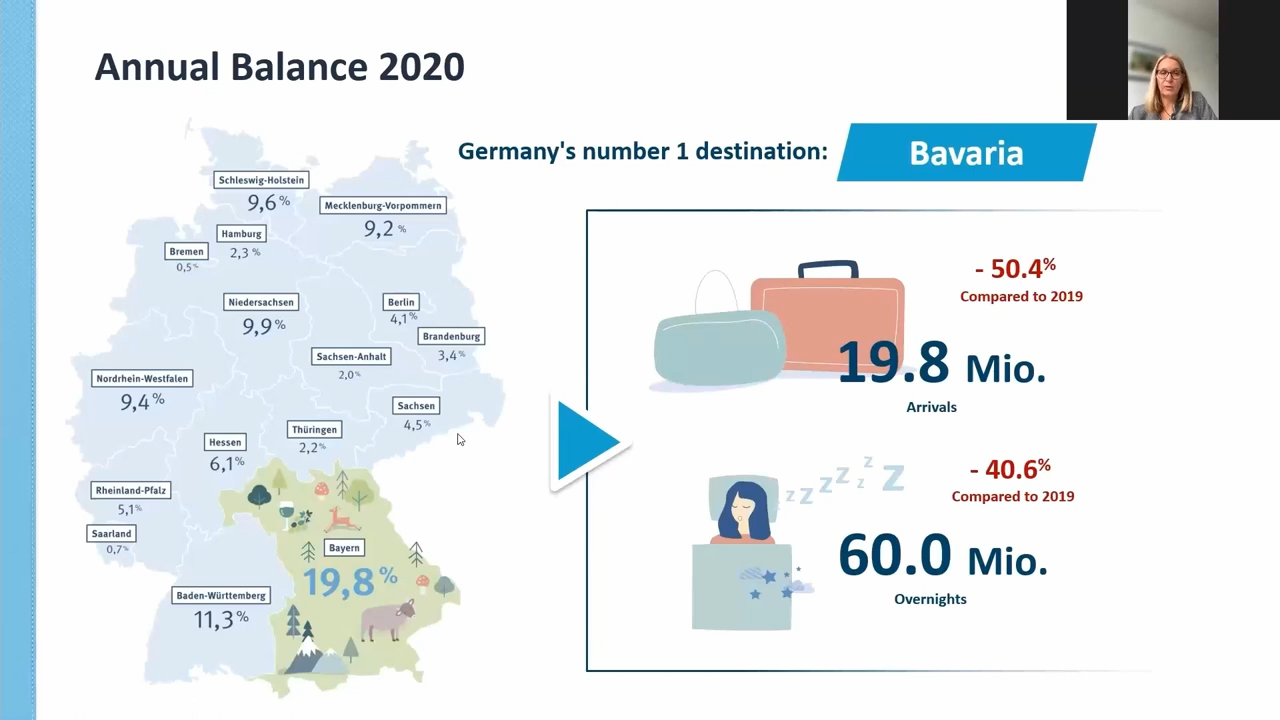 Annual Balance 2020
Germany's number 1 destination:
Bavaria
Schleswig-Holstein
9,6 %
Mecklenburg-Vorpommern
9,2 %
Hamburg
2,3 %
Bremen
0,5 %
Niedersachsen
9,9 %
Berlin
4,1 %
Brandenburg
3,4 %
Sachsen-Anhalt
2,0 %
Nordrhein-Westfalen
9,4 %
Sachsen
4,5 %
Thüringen
2,2 %
Hessen
6,1 %
Rheinland-Pfalz
5,1 %
Saarland
0,7 %
Bayern
19,8 %
Baden-Württemberg
11,3 %
- 50.4%
Compared to 2019
19.8 Mio.
Arrivals
z z z z z z z
- 40.6%
Compared to 2019
60.0 Mio.
Overnights